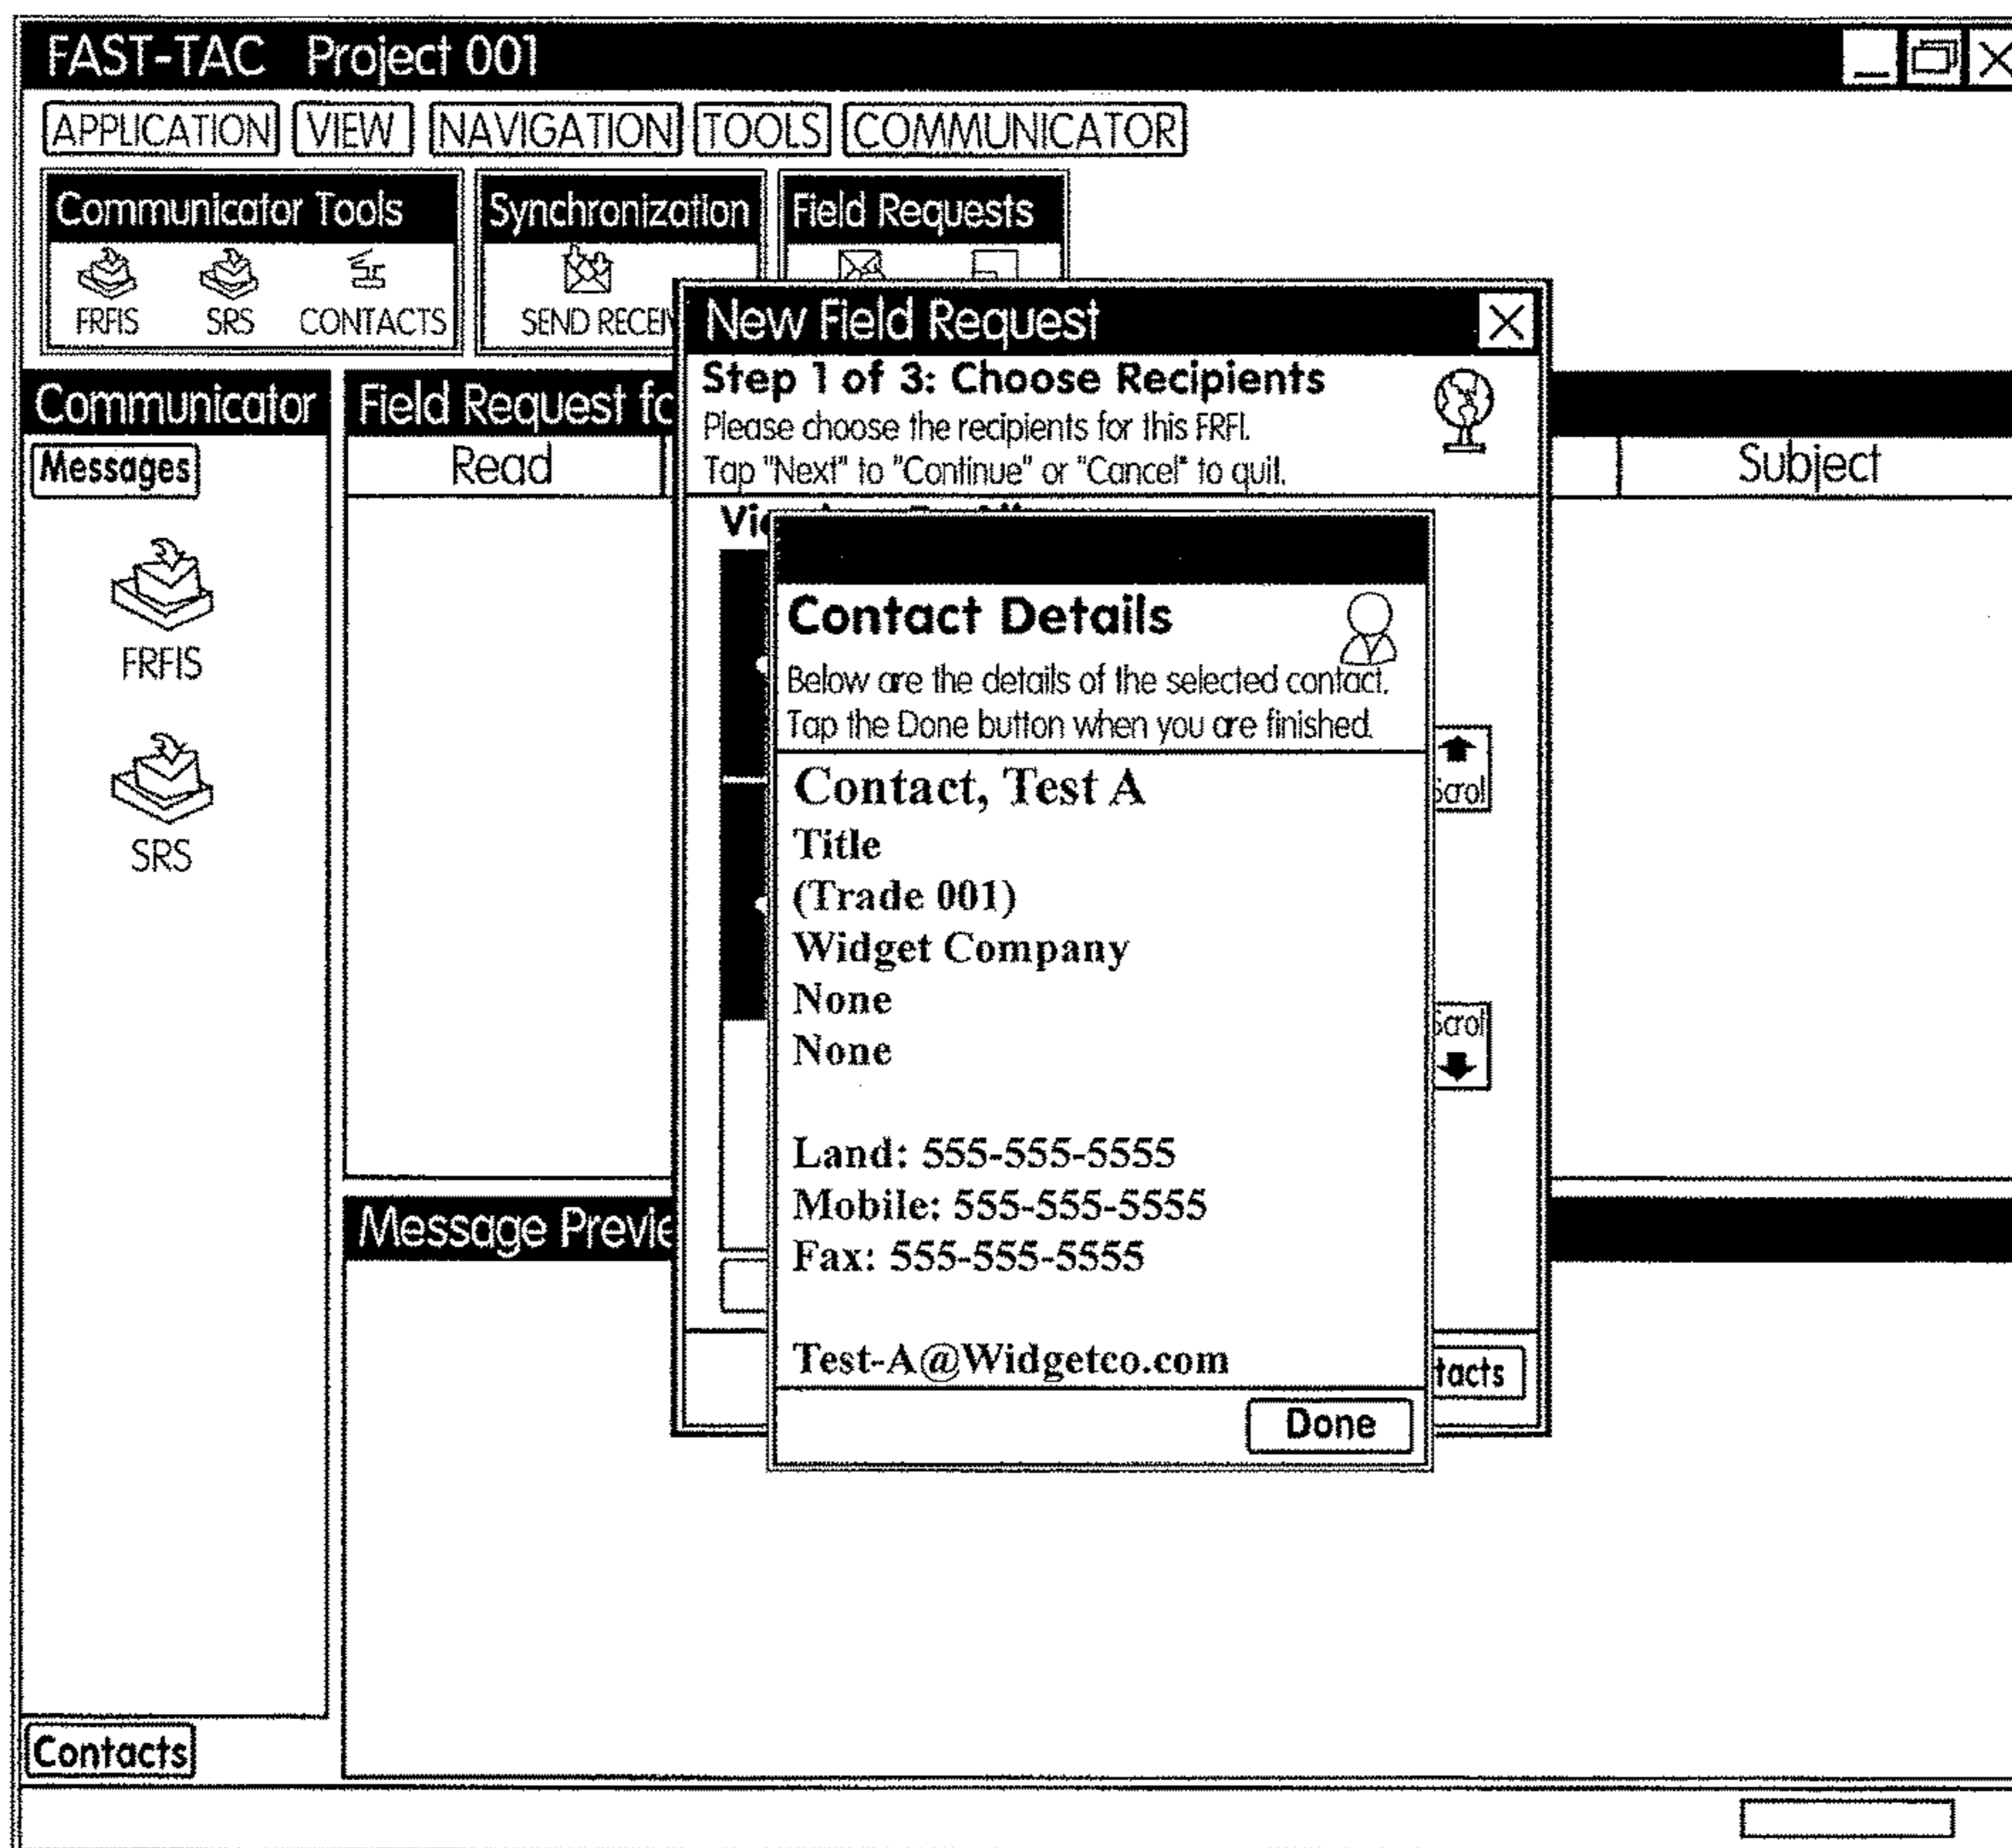 FAST-TAC Project 001
APPLICATION VIEW NAVIGATION TOOLS COMMUNICATOR
Communicator Tools Synchronization Field Requests
FRFIS SRS CONTACTS SEND
New Field Request
Step 1 of 3: Choose Recipients
Please choose the recipients for this FRFI.
Tap "Next" to "Continue" or "Cancel" to quit.
Communicator Field Request
Messages Read Subject
FRFIS
SRS
Contact Details
Below are the details of the selected contact.
Tap the Done button when you are finished.
Contact, Test A
Title
(Trade 001)
Widget Company
None
None
Land: 555-555-5555
Mobile: 555-555-5555
Fax: 555-555-5555
Test-A@Widgetco.com
Done
Message
Contacts